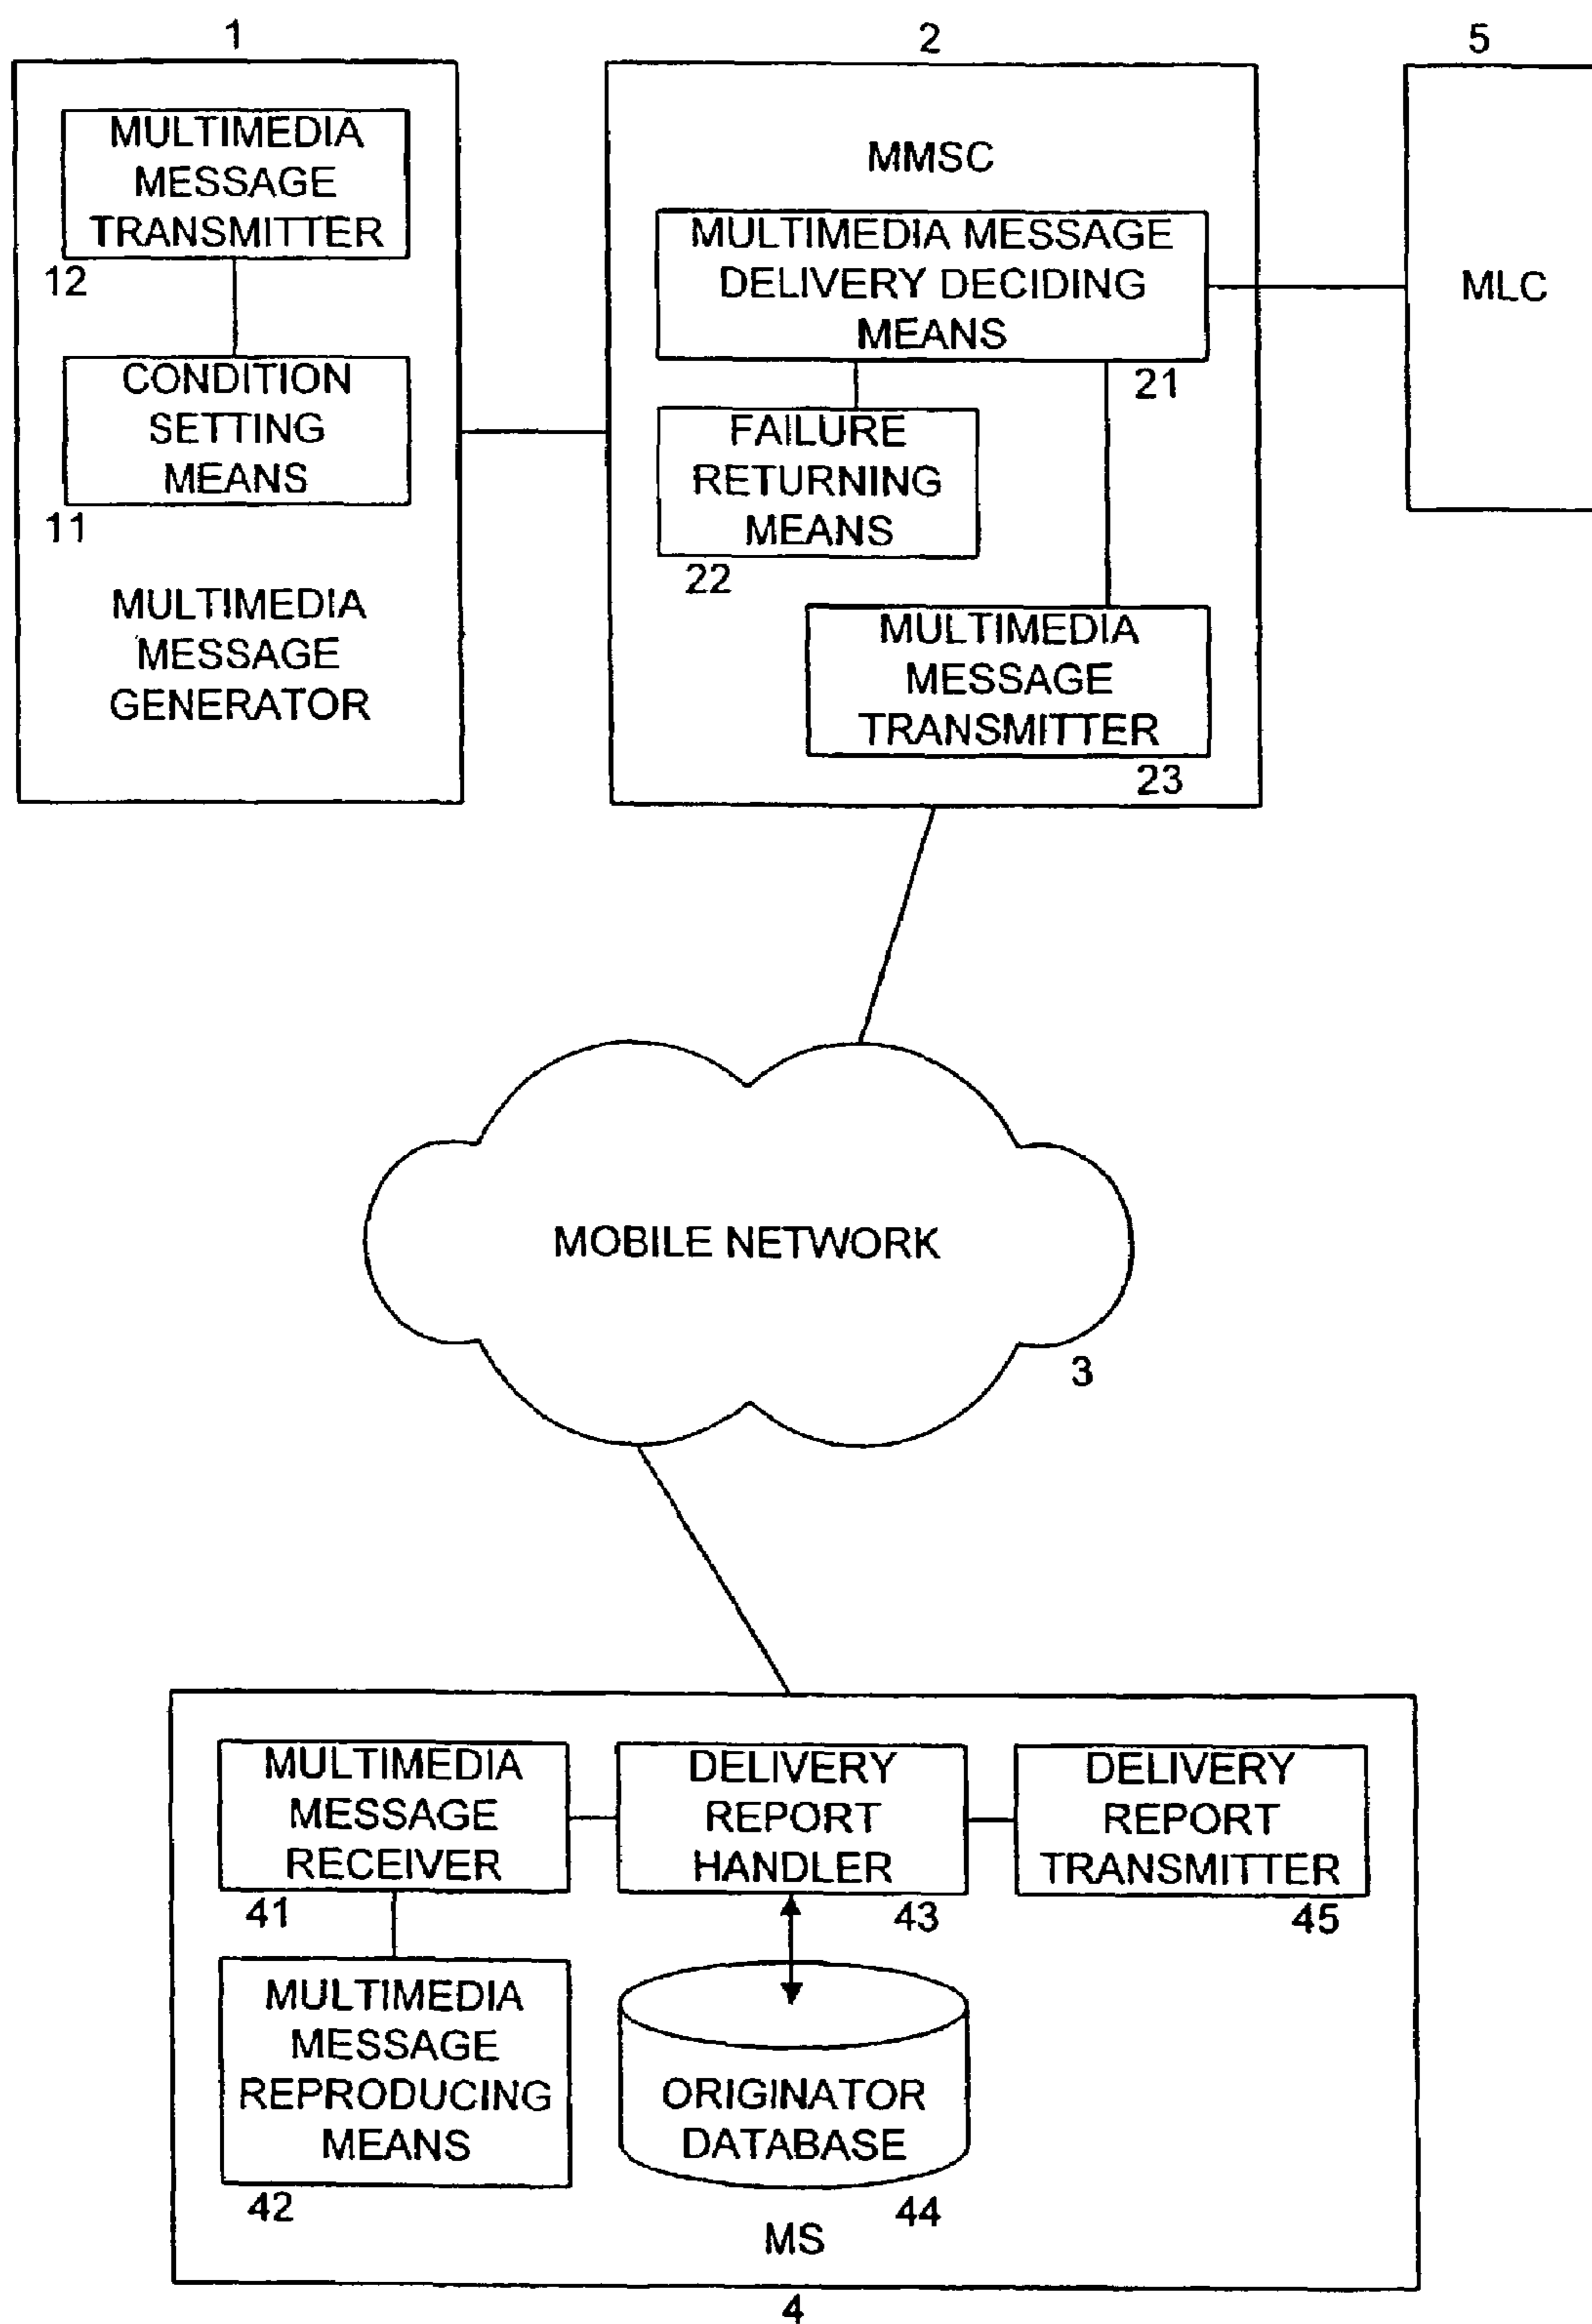 1
MULTIMEDIA
MESSAGE
TRANSMITTER
12
CONDITION
SETTING
MEANS
11
MULTIMEDIA
MESSAGE
GENERATOR
2
MMSC
MULTIMEDIA MESSAGE
DELIVERY DECIDING
MEANS
21
FAILURE
RETURNING
MEANS
22
MULTIMEDIA
MESSAGE
TRANSMITTER
23
5
MLC
MOBILE NETWORK
3
MULTIMEDIA
MESSAGE
RECEIVER
41
DELIVERY
REPORT
HANDLER
43
DELIVERY
REPORT
TRANSMITTER
45
MULTIMEDIA
MESSAGE
REPRODUCING
MEANS
42
ORIGINATOR
DATABASE
44
MS
4